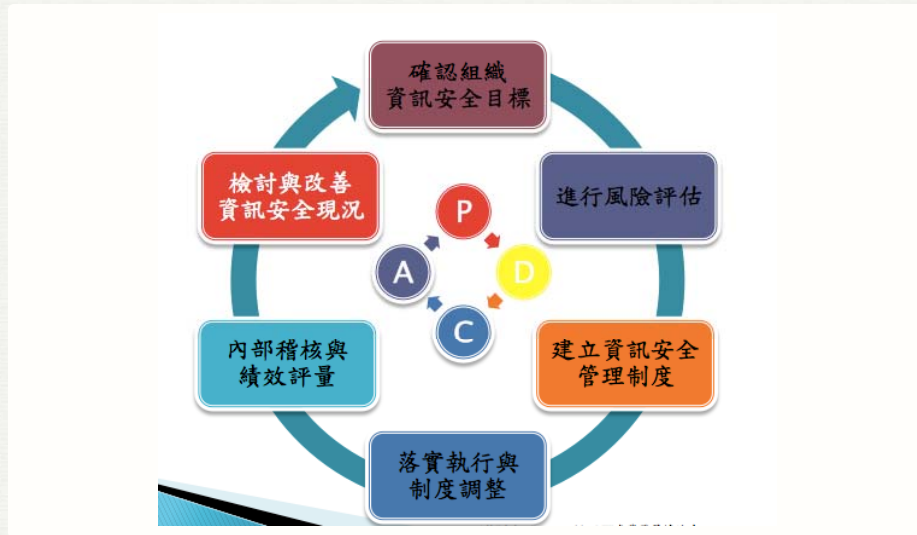 確認組織
資訊安全目標
進行風險評估
建立資訊安全
管理制度
落實執行與
制度調整
內部稽核與
績效評量
檢討與改善
資訊安全現況
P
D
C
A